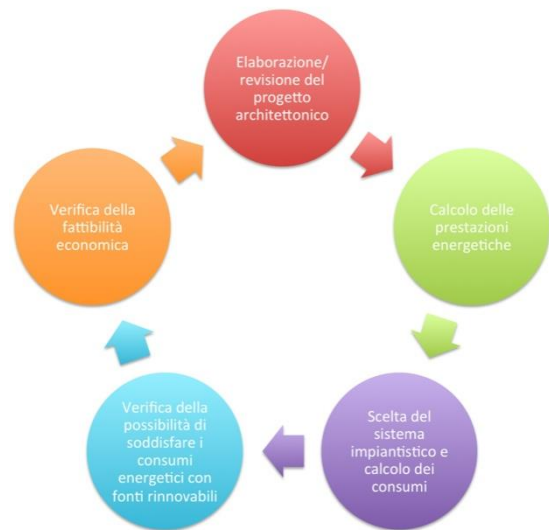 Elaborazione/
revisione del
progetto
architettonico
Calcolo delle
prestazioni
energetiche
Scelta del
sistema
impiantistico e
calcolo dei
consumi
Verifica della
possibilità di
soddisfare i
consumi
energetici con
fonti rinnovabili
Verifica della
fattibilità
economica